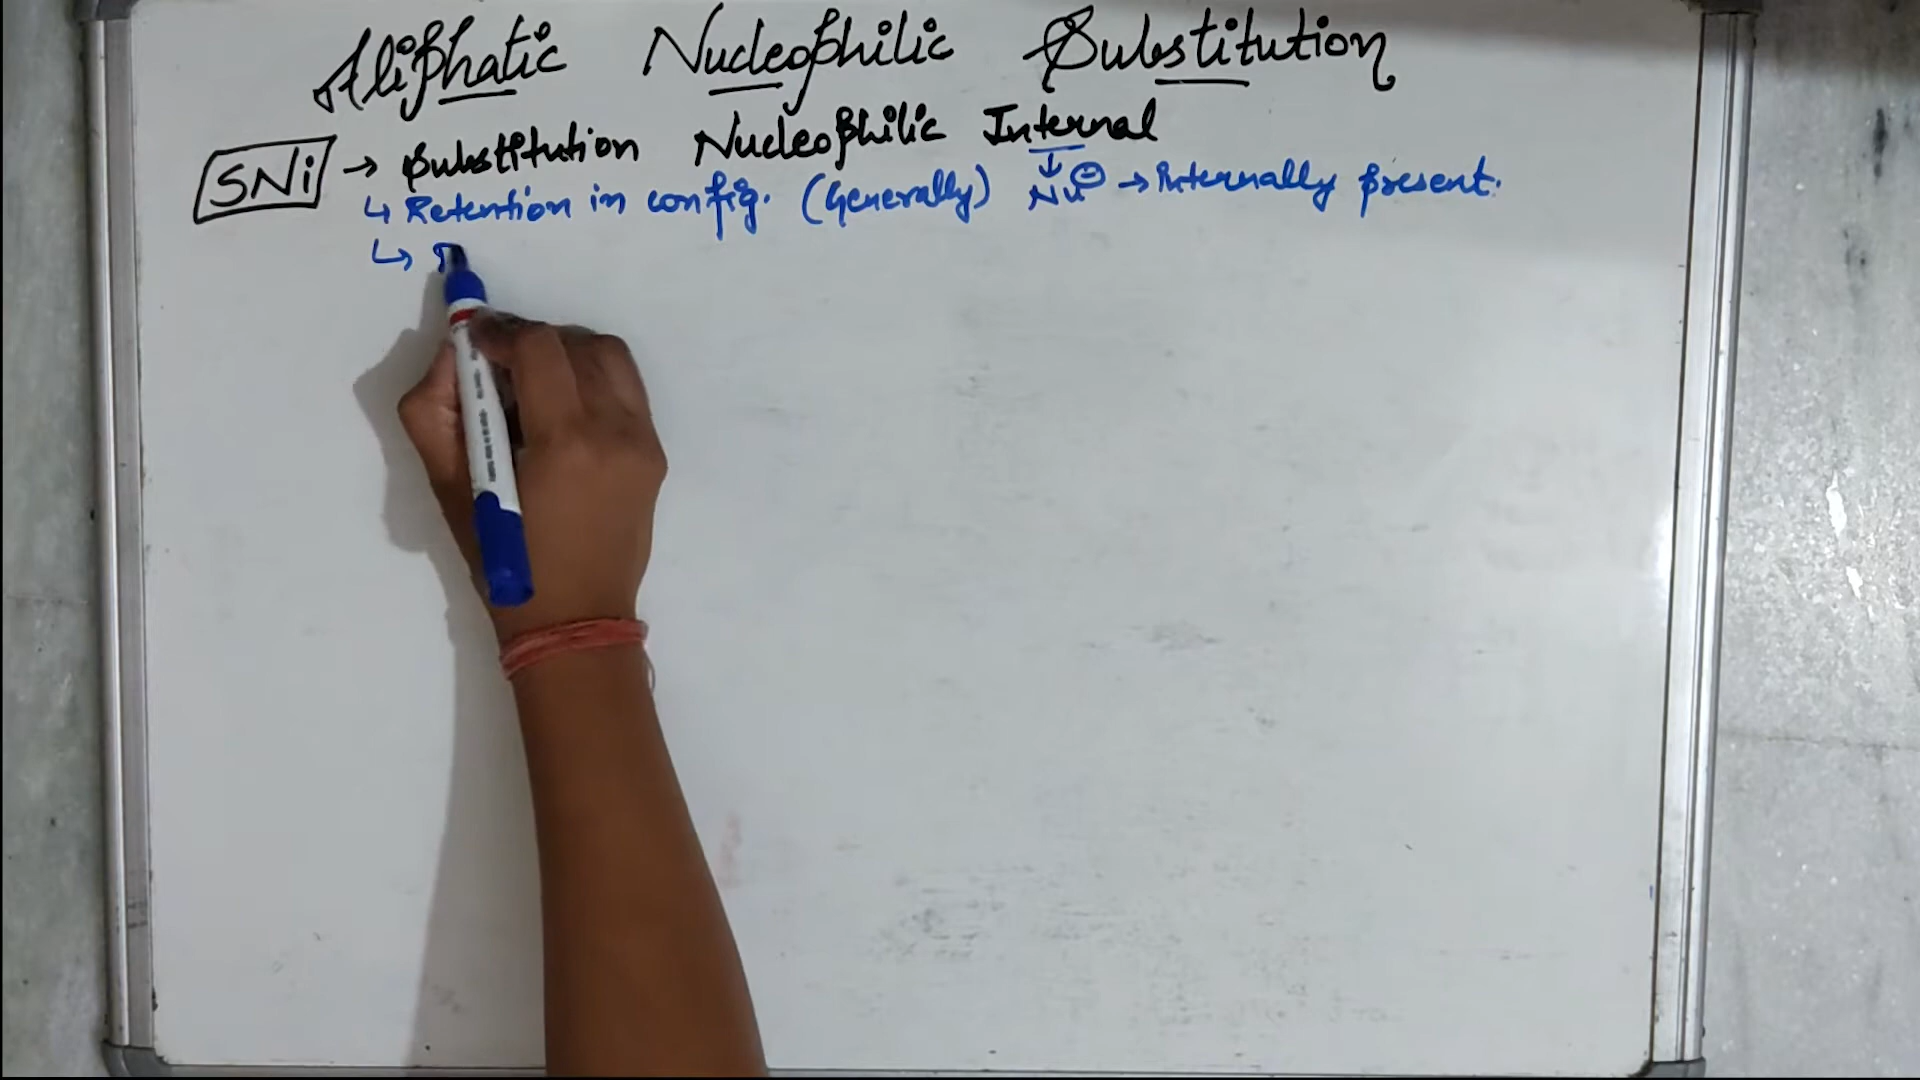 Aliphatic Nucleophilic Substitution
SNi → Substitution Nucleophilic Internal
↳ Retention in config. (Generally) ↓ Nu⊖ → Internally present.
↳